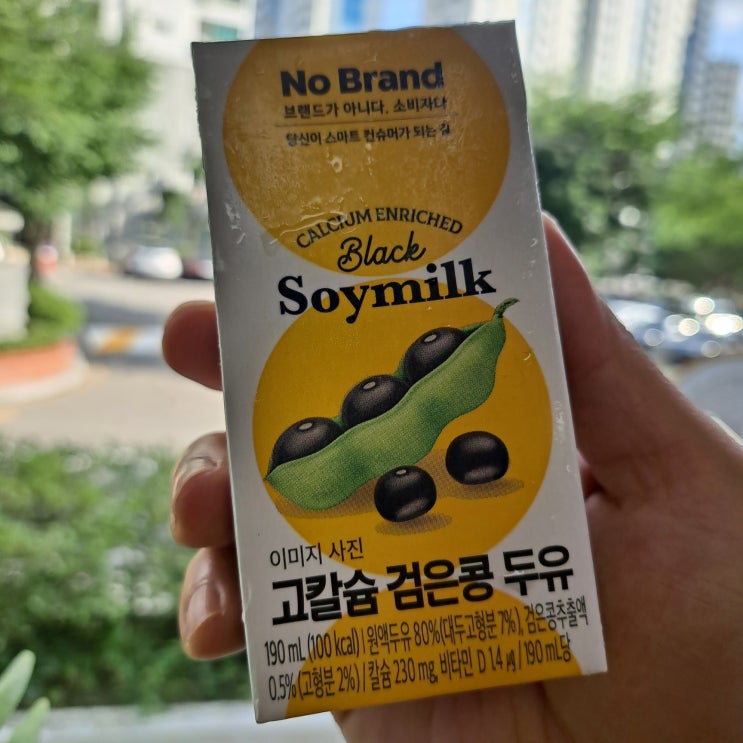 No Brand
브랜드가 아니다. 소비자다
당신이 스마트 컨슈머가 되는 길
CALCIUM ENRICHED
Black
Soymilk
이미지 사진
고칼슘 검은콩 두유
190 mL (100 kcal) | 원액두유 80%(대두고형분 7%), 검은콩추출액
0.5% (고형분 2%) | 칼슘 230 mg, 비타민 D 1.4 μg / 190 mL당